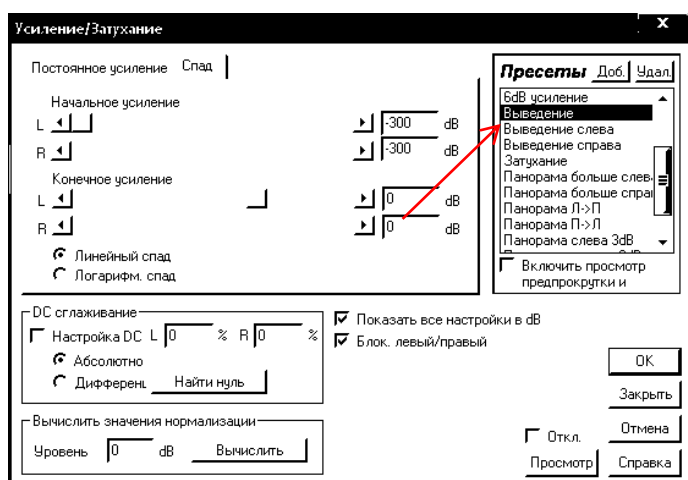 Усиление/Затухание
x
Постоянное усиление Спад
Начальное усиление
L -300 dB
R -300 dB
Конечное усиление
L 0 dB
R 0 dB
Линейный спад
Логарифм. спад
Пресеты Доб. Удал.
6dB усиление
Выведение
Выведение слева
Выведение справа
Затухание
Панорама больше слев
Панорама больше спра
Панорама Л->П
Панорама П->Л
Панорама слева 3dB
Включить просмотр
предпрокрутки и
DC сглаживание
Настройка DC L 0 % R 0 %
Абсолютно
Дифферен Найти нуль
Показать все настройки в dB
Блок. левый/правый
Вычислить значения нормализации
Уровень 0 dB Вычислить
OK
Закрыть
Откл. Отмена
Просмотр Справка